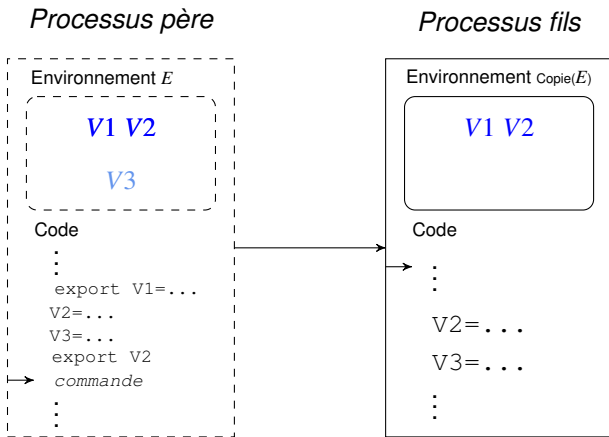 Processus père
Processus fils
Environnement E
V1 V2
V3
Code
⋮
export V1=...
V2=...
V3=...
export V2
commande
⋮
Environnement Copie(E)
V1 V2
Code
⋮
V2=...
V3=...
⋮